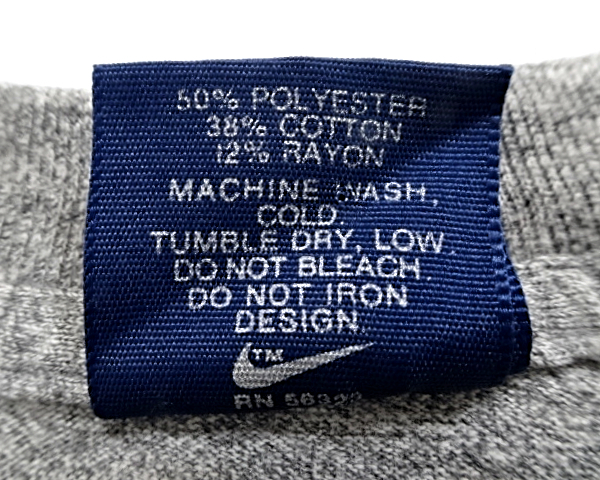 50% POLYESTER
38% COTTON
12% RAYON
MACHINE WASH,
COLD.
TUMBLE DRY, LOW.
DO NOT BLEACH.
DO NOT IRON
DESIGN
TM
RN